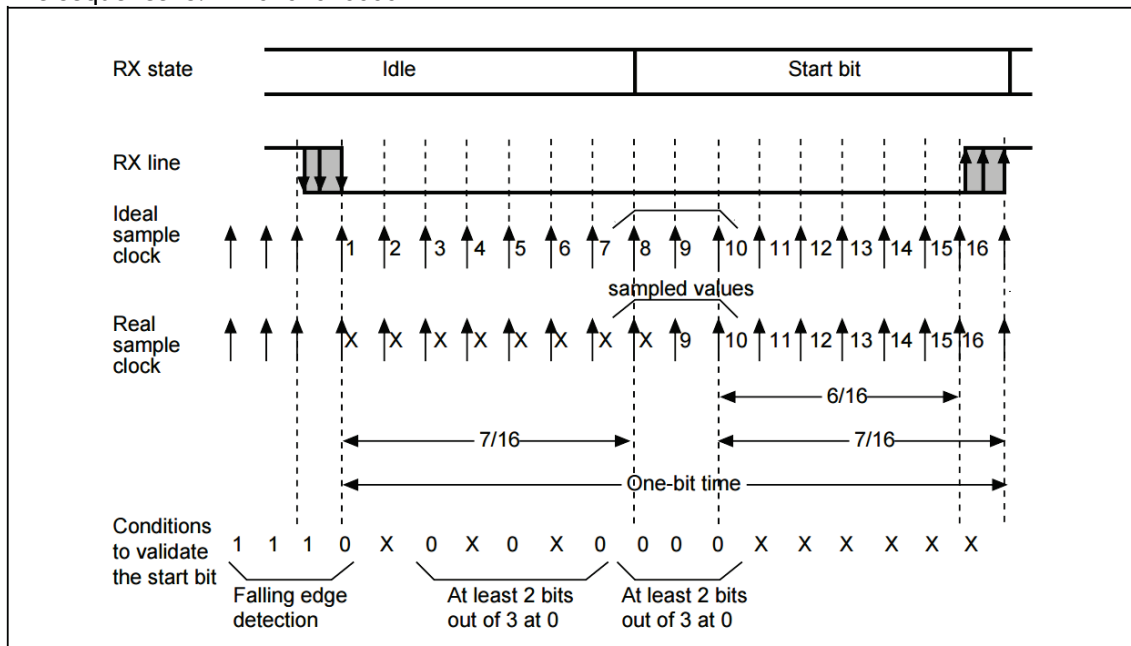 RX state
Idle
Start bit
RX line
Ideal
sample
clock
1 2 3 4 5 6 7 8 9 10 11 12 13 14 15 16
sampled values
Real
sample
clock
X X X X X X X X 9 10 11 12 13 14 15 16
6/16
7/16
7/16
One-bit time
Conditions
to validate
the start bit
1 1 1 0 X 0 X 0 X 0 0 0 0 X X X X X X
Falling edge
detection
At least 2 bits
out of 3 at 0
At least 2 bits
out of 3 at 0